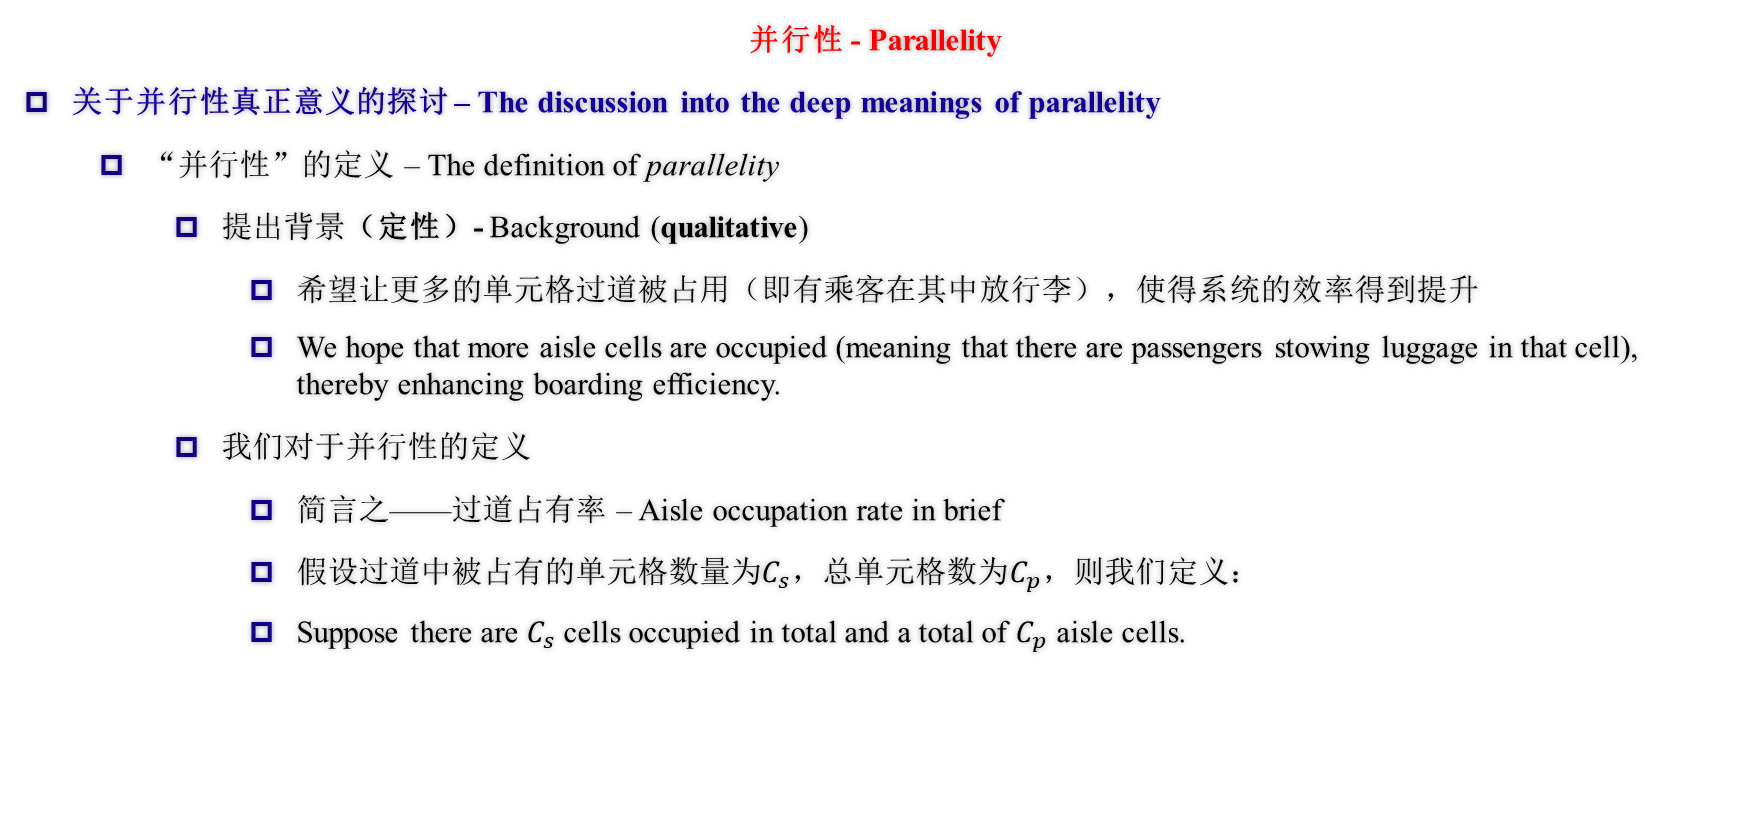 并行性 - Parallelity
关于并行性真正意义的探讨 – The discussion into the deep meanings of parallelity
“并行性”的定义 – The definition of parallelity
提出背景（定性）- Background (qualitative)
希望让更多的单元格过道被占用（即有乘客在其中放行李），使得系统的效率得到提升
We hope that more aisle cells are occupied (meaning that there are passengers stowing luggage in that cell),
thereby enhancing boarding efficiency.
我们对于并行性的定义
简言之——过道占有率 – Aisle occupation rate in brief
假设过道中被占有的单元格数量为𝐶𝑠，总单元格数为𝐶𝑝，则我们定义：
Suppose there are 𝐶𝑠 cells occupied in total and a total of 𝐶𝑝 aisle cells.